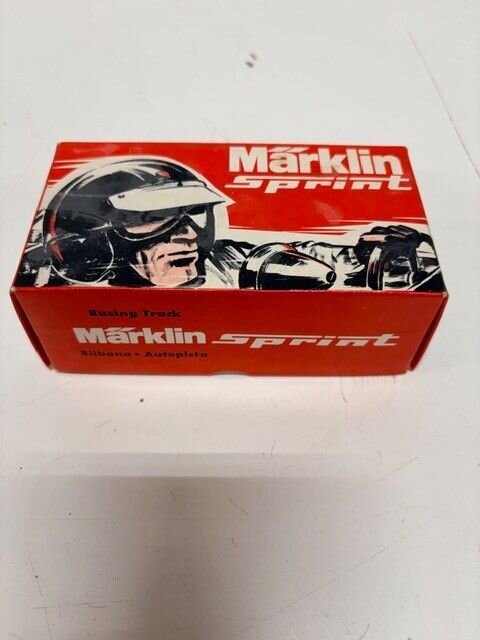 Märklin
Sprint
Racing Track
Märklin Sprint
Bilbana • Autopista